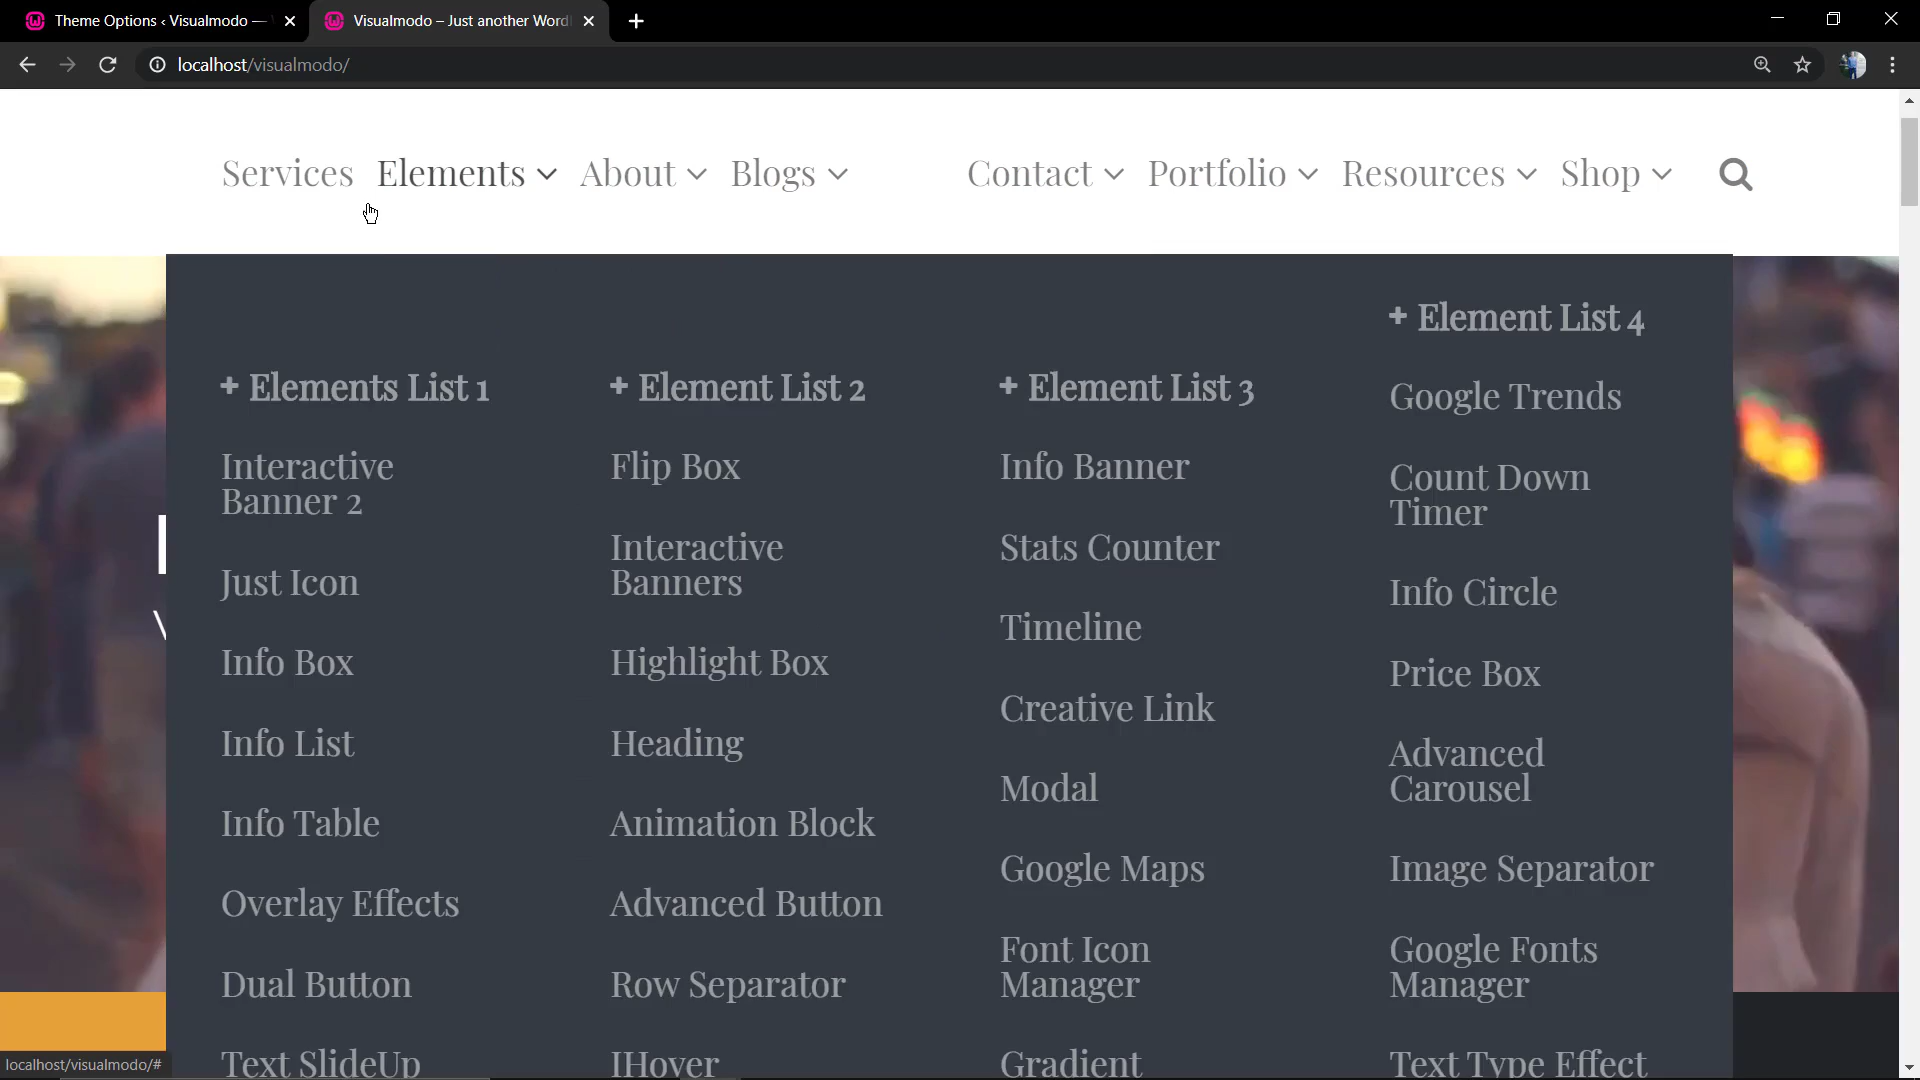 Theme Options ‹ Visualmodo —
Visualmodo – Just another Word
localhost/visualmodo/
Services Elements About Blogs Contact Portfolio Resources Shop
+ Elements List 1
Interactive
Banner 2
Just Icon
Info Box
Info List
Info Table
Overlay Effects
Dual Button
Text SlideUp
+ Element List 2
Flip Box
Interactive
Banners
Highlight Box
Heading
Animation Block
Advanced Button
Row Separator
IHover
+ Element List 3
Info Banner
Stats Counter
Timeline
Creative Link
Modal
Google Maps
Font Icon
Manager
Gradient
+ Element List 4
Google Trends
Count Down
Timer
Info Circle
Price Box
Advanced
Carousel
Image Separator
Google Fonts
Manager
Text Type Effect
localhost/visualmodo/#